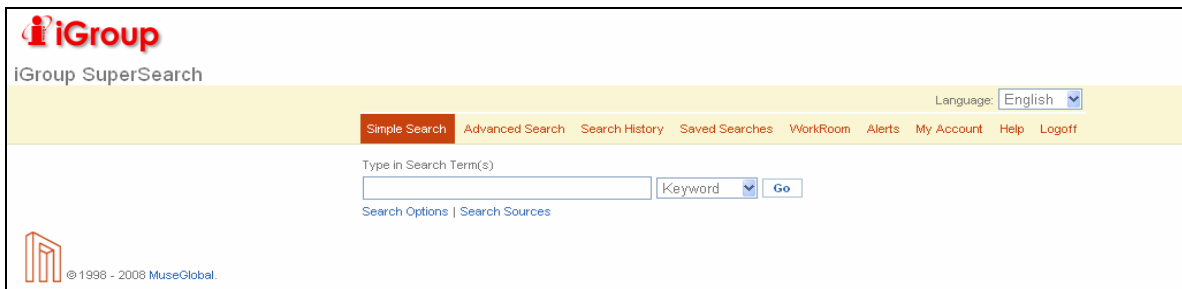 iGroup
iGroup SuperSearch
Language: English
Simple Search Advanced Search Search History Saved Searches WorkRoom Alerts My Account Help Logoff
Type in Search Term(s)
Keyword Go
Search Options | Search Sources
© 1998 - 2008 MuseGlobal.